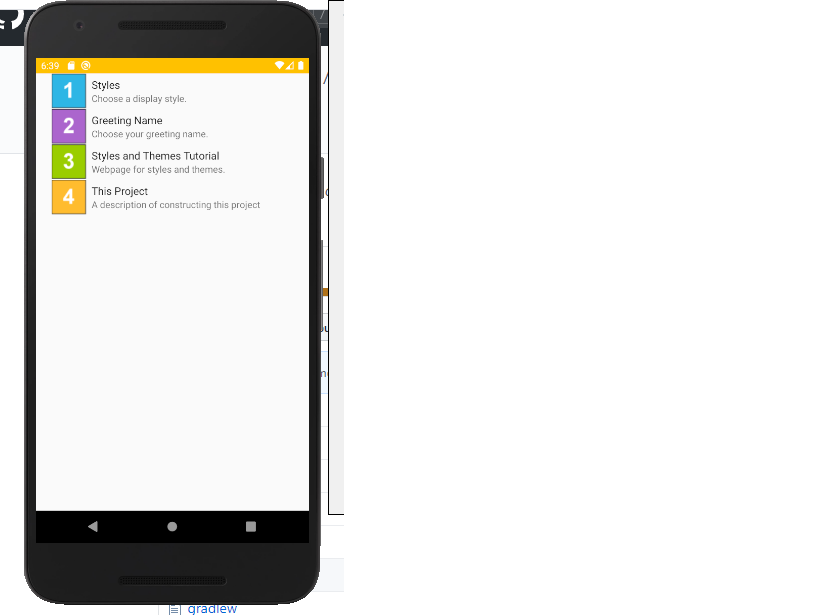 6:39
1
Styles
Choose a display style.
2
Greeting Name
Choose your greeting name.
3
Styles and Themes Tutorial
Webpage for styles and themes.
4
This Project
A description of constructing this project
gradlew